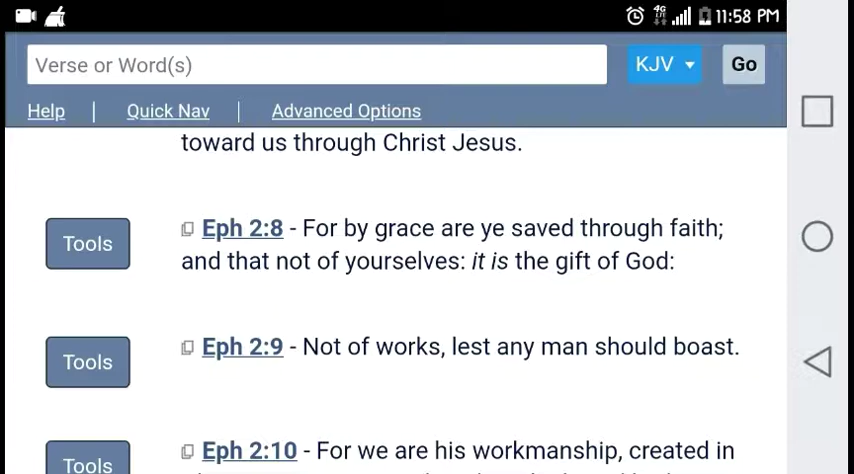 4G LTE 11:58 PM
Verse or Word(s) KJV Go
Help | Quick Nav | Advanced Options
toward us through Christ Jesus.
Tools Eph 2:8 - For by grace are ye saved through faith;
and that not of yourselves: it is the gift of God:
Tools Eph 2:9 - Not of works, lest any man should boast.
Tools Eph 2:10 - For we are his workmanship, created in